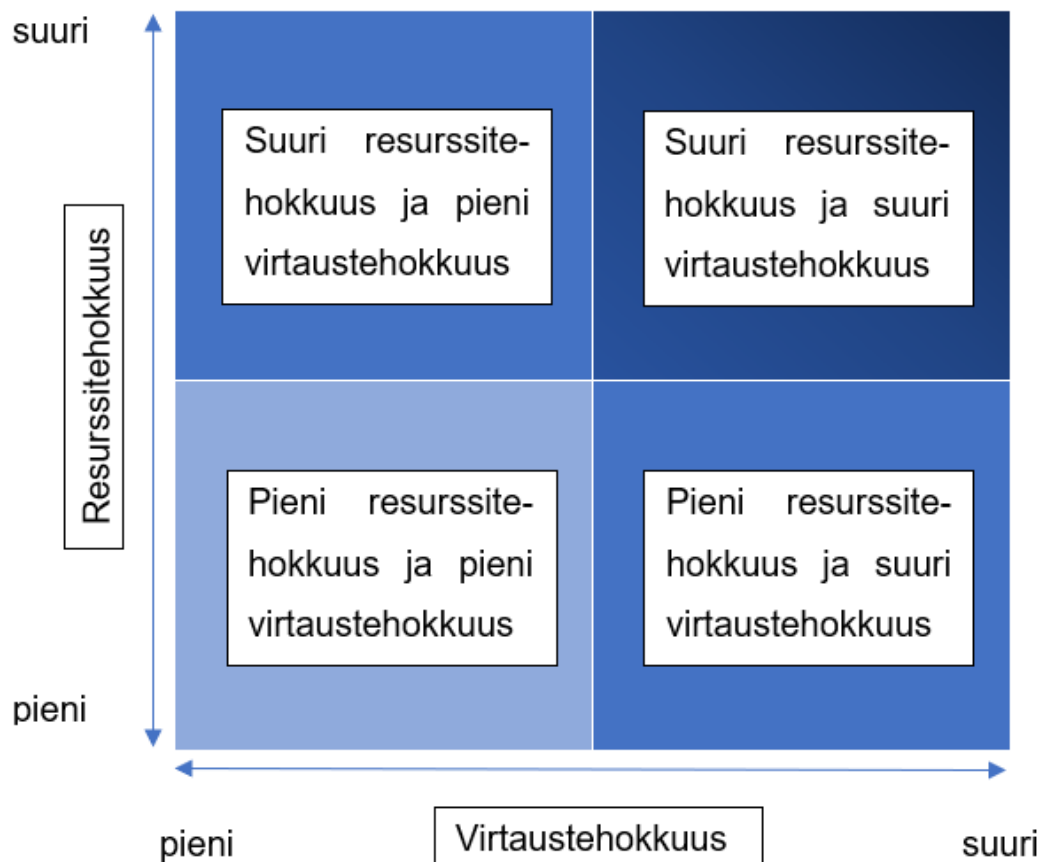 suuri
Suuri resurssite-
hokkuus ja pieni
virtaustehokkuus
Suuri resurssite-
hokkuus ja suuri
virtaustehokkuus
Resurssitehokkuus
Pieni resurssite-
hokkuus ja pieni
virtaustehokkuus
Pieni resurssite-
hokkuus ja suuri
virtaustehokkuus
pieni
pieni
Virtaustehokkuus
suuri